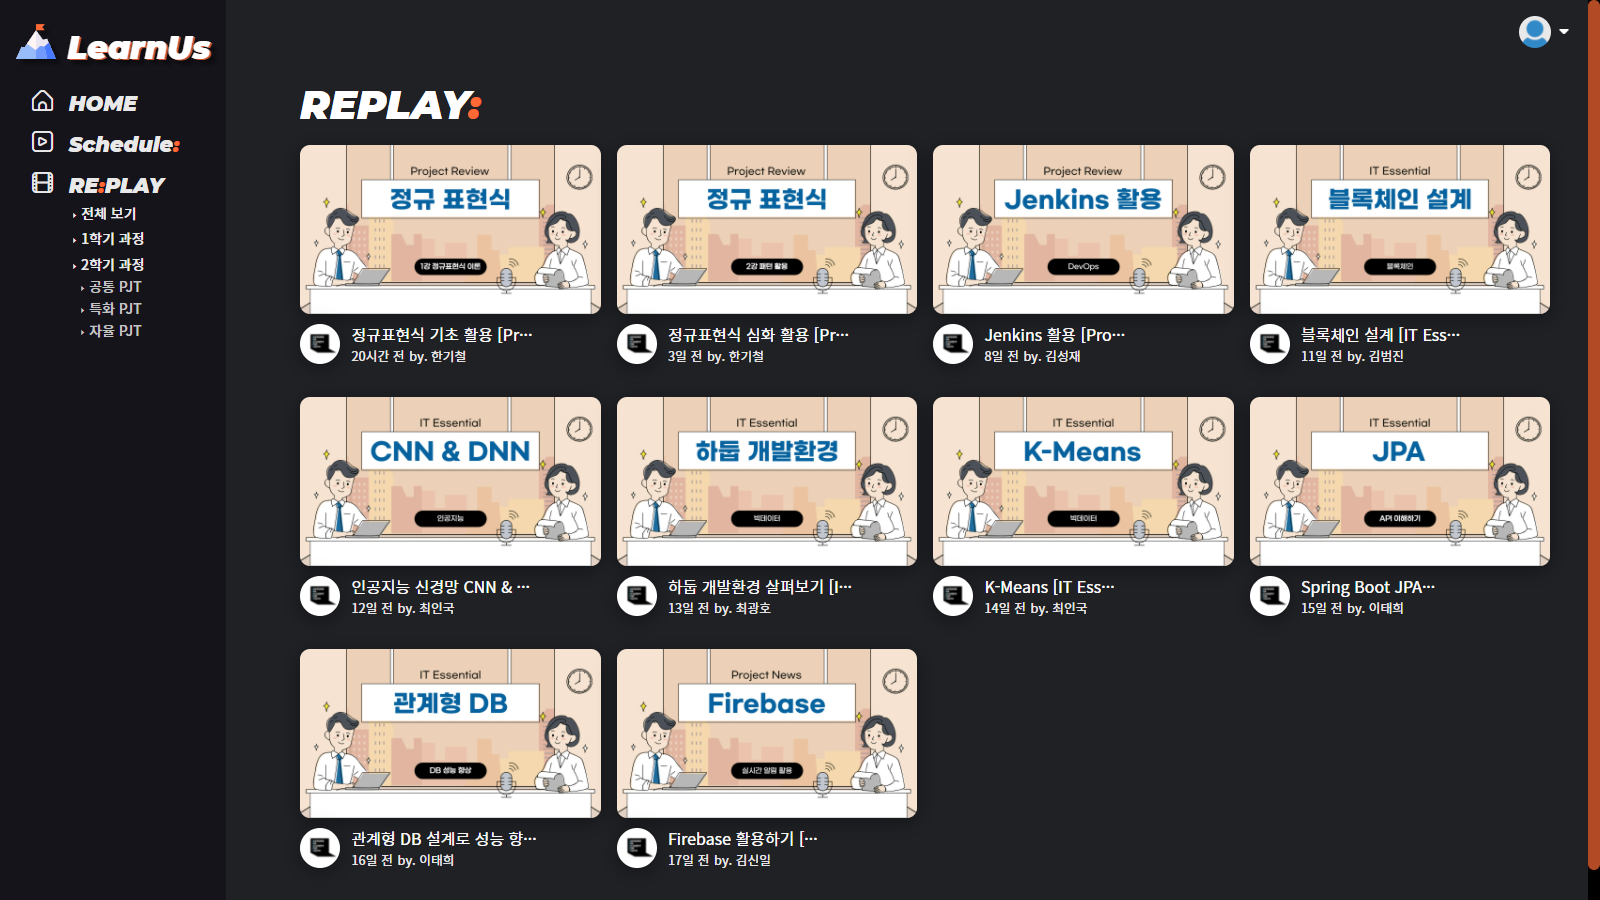 LearnUs
HOME
Schedule:
RE:PLAY
전체 보기
1학기 과정
2학기 과정
공통 PJT
특화 PJT
자율 PJT
REPLAY:
Project Review
정규 표현식
1강 정규표현식 이론
정규표현식 기초 활용 [Pr…
20시간 전 by. 한기철
Project Review
정규 표현식
2강 패턴 활용
정규표현식 심화 활용 [Pr…
3일 전 by. 한기철
Project Review
Jenkins 활용
DevOps
Jenkins 활용 [Pro…
8일 전 by. 김성재
IT Essential
블록체인 설계
블록체인
블록체인 설계 [IT Ess…
11일 전 by. 김범진
IT Essential
CNN & DNN
인공지능
인공지능 신경망 CNN & …
12일 전 by. 최인국
IT Essential
하둡 개발환경
빅데이터
하둡 개발환경 살펴보기 [I…
13일 전 by. 최광호
IT Essential
K-Means
빅데이터
K-Means [IT Ess…
14일 전 by. 최인국
IT Essential
JPA
API 이해하기
Spring Boot JPA…
15일 전 by. 이태희
IT Essential
관계형 DB
DB 성능 향상
관계형 DB 설계로 성능 향…
16일 전 by. 이태희
Project News
Firebase
실시간 알림 활용
Firebase 활용하기 […
17일 전 by. 김신일